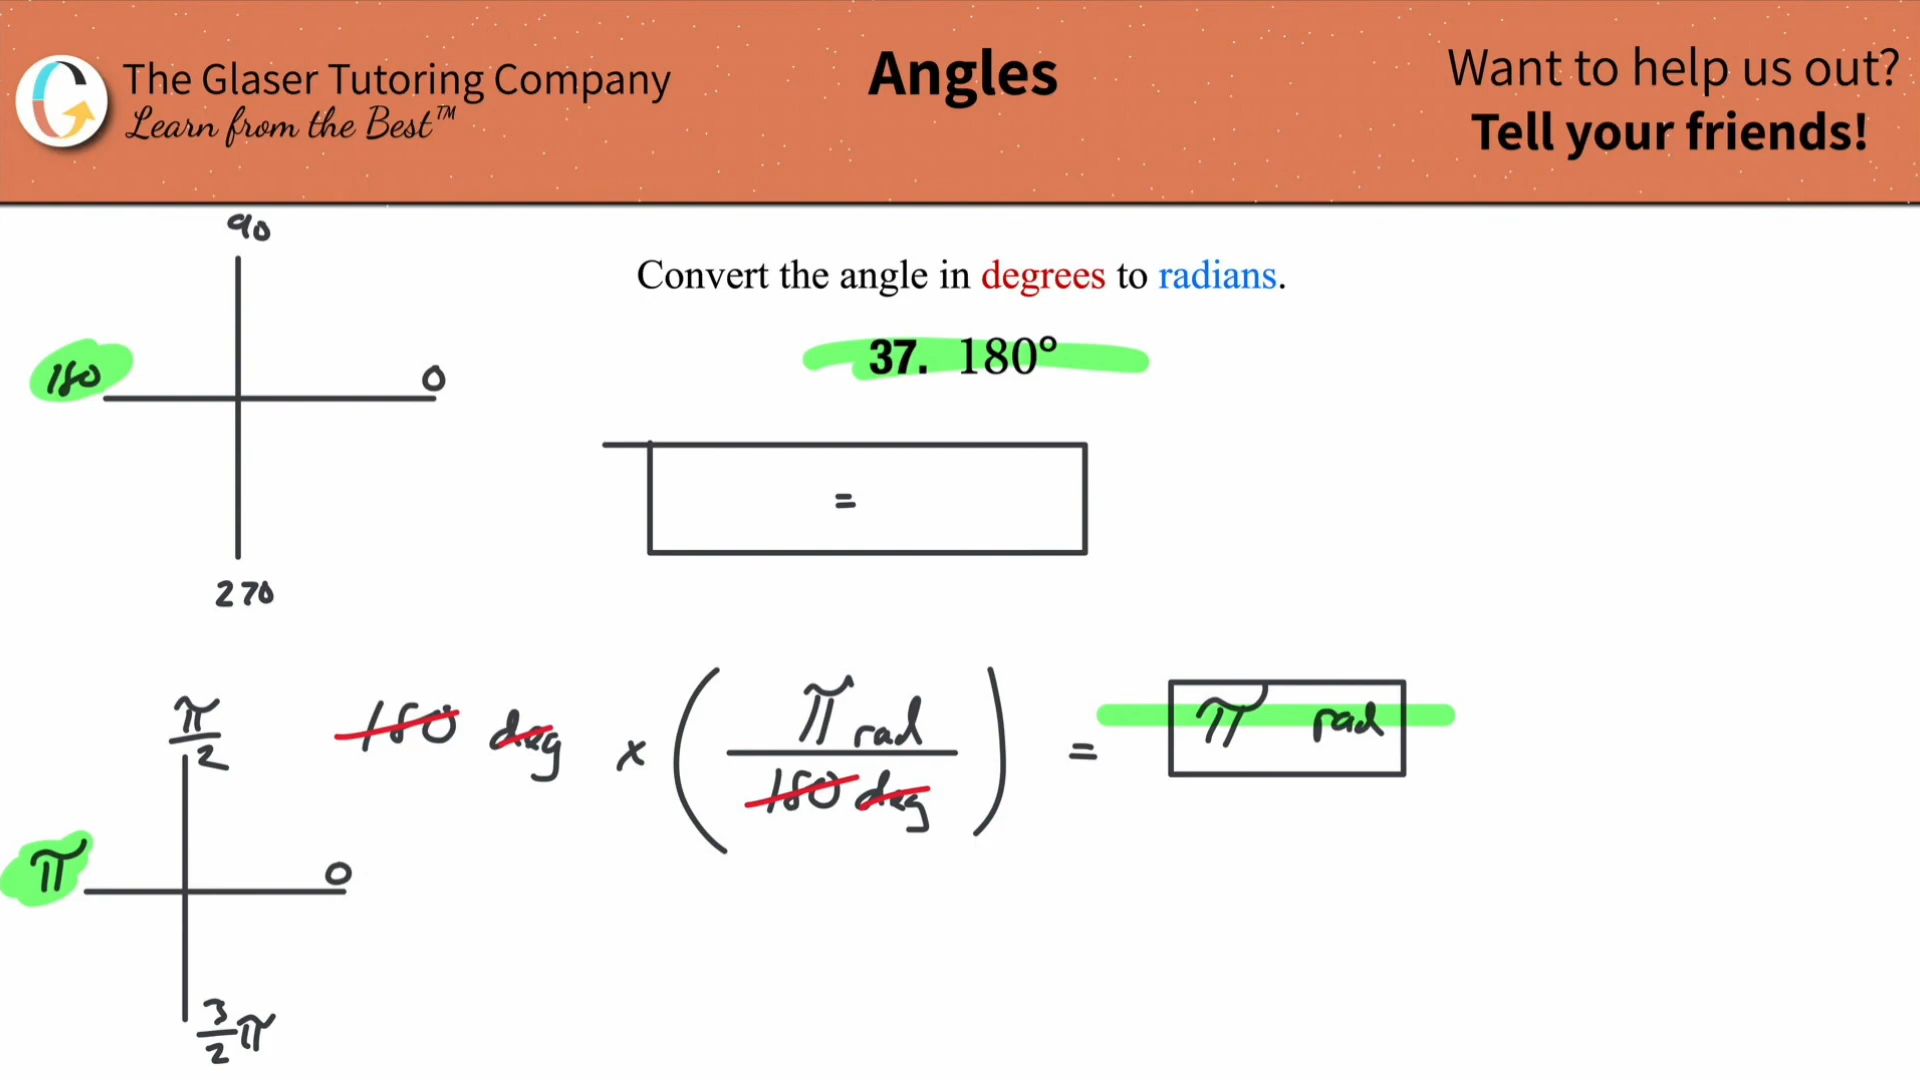 The Glaser Tutoring Company
Learn from the Best™
Angles
Want to help us out?
Tell your friends!
90
180
0
270
Convert the angle in degrees to radians.
37. 180°
=
π/2
π
0
3/2 π
180 deg × ( π rad / 180 deg ) = π rad